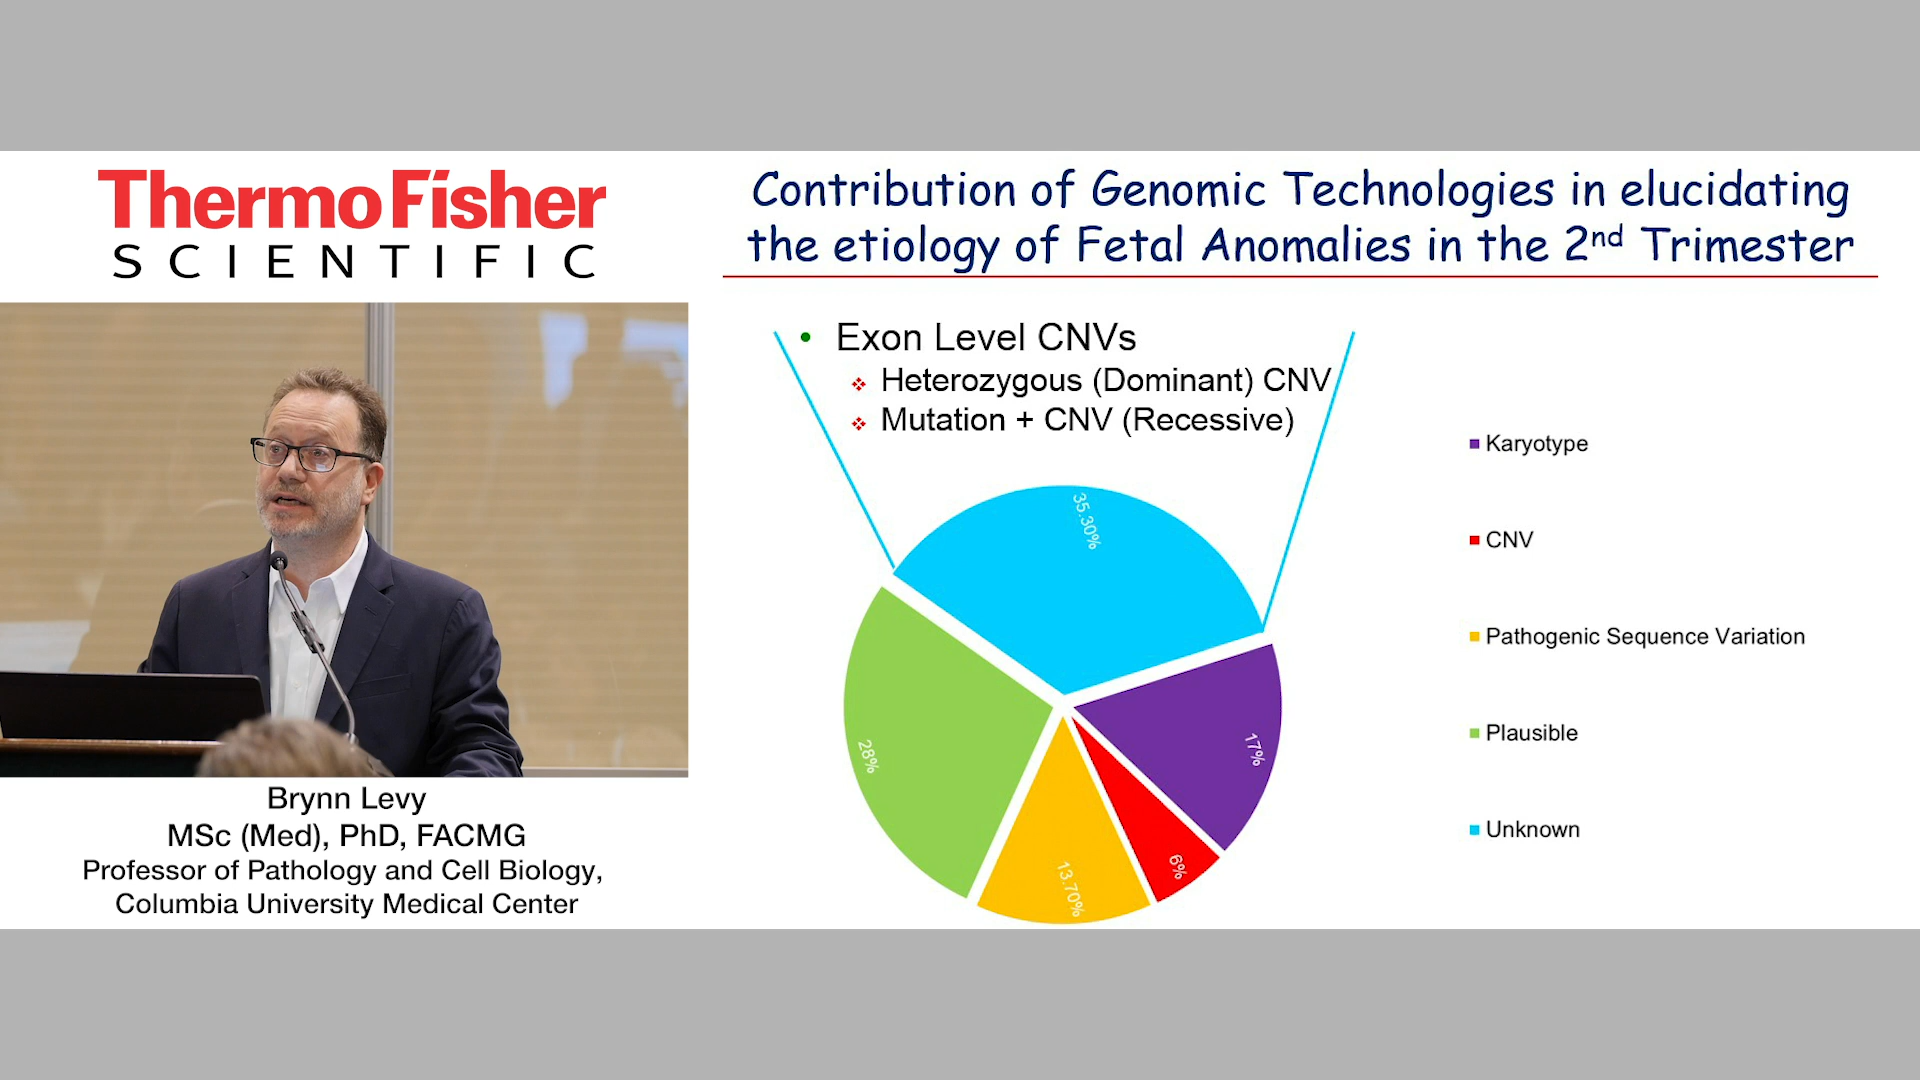 ThermoFisher
SCIENTIFIC
Brynn Levy
MSc (Med), PhD, FACMG
Professor of Pathology and Cell Biology,
Columbia University Medical Center
Contribution of Genomic Technologies in elucidating
the etiology of Fetal Anomalies in the 2nd Trimester
• Exon Level CNVs
❖ Heterozygous (Dominant) CNV
❖ Mutation + CNV (Recessive)
35.30%
17%
6%
13.70%
28%
Karyotype
CNV
Pathogenic Sequence Variation
Plausible
Unknown